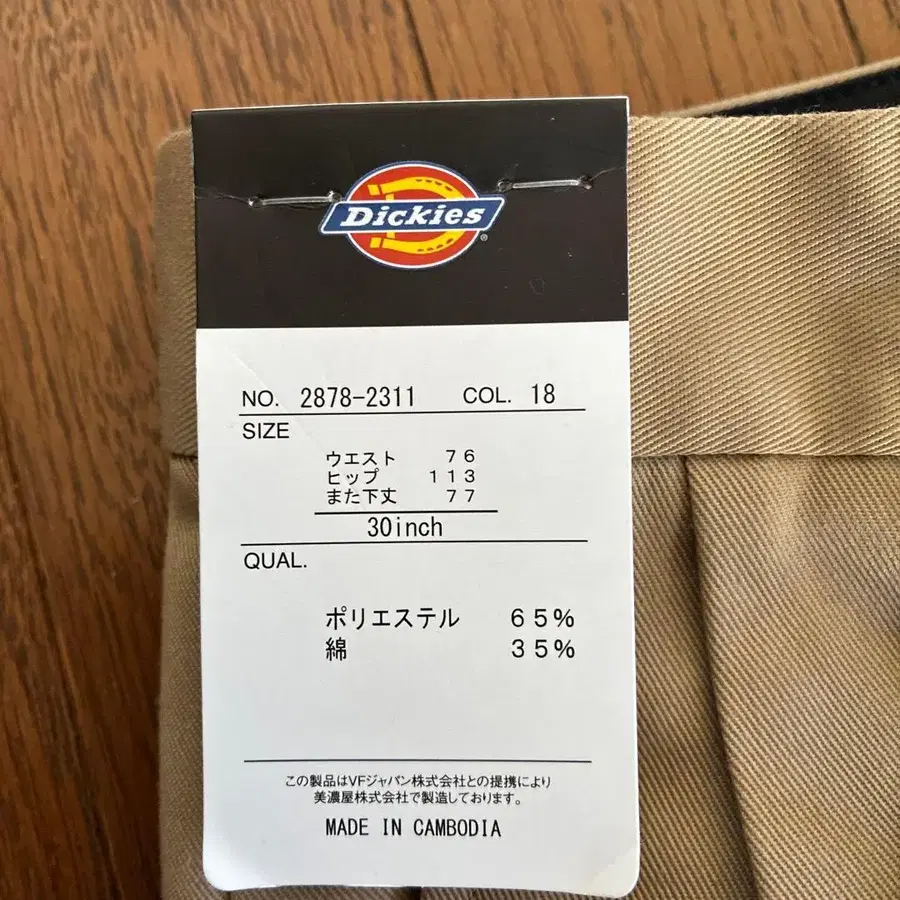 Dickies
®
NO. 2878-2311 COL. 18
SIZE
ウエスト 76
ヒップ 113
また下丈 77
30inch
QUAL.
ポリエステル 65%
綿 35%
この製品はVFジャパン株式会社との提携により
美濃屋株式会社で製造しております。
MADE IN CAMBODIA